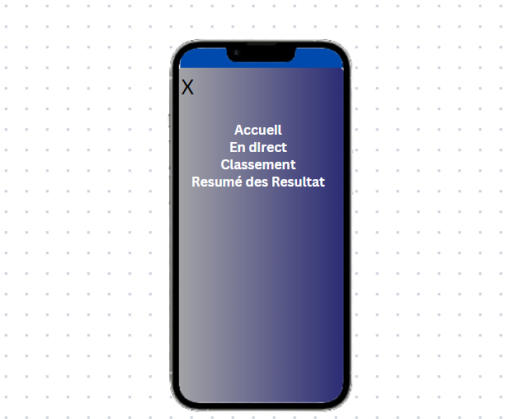 X
Accueil
En direct
Classement
Resumé des Resultat